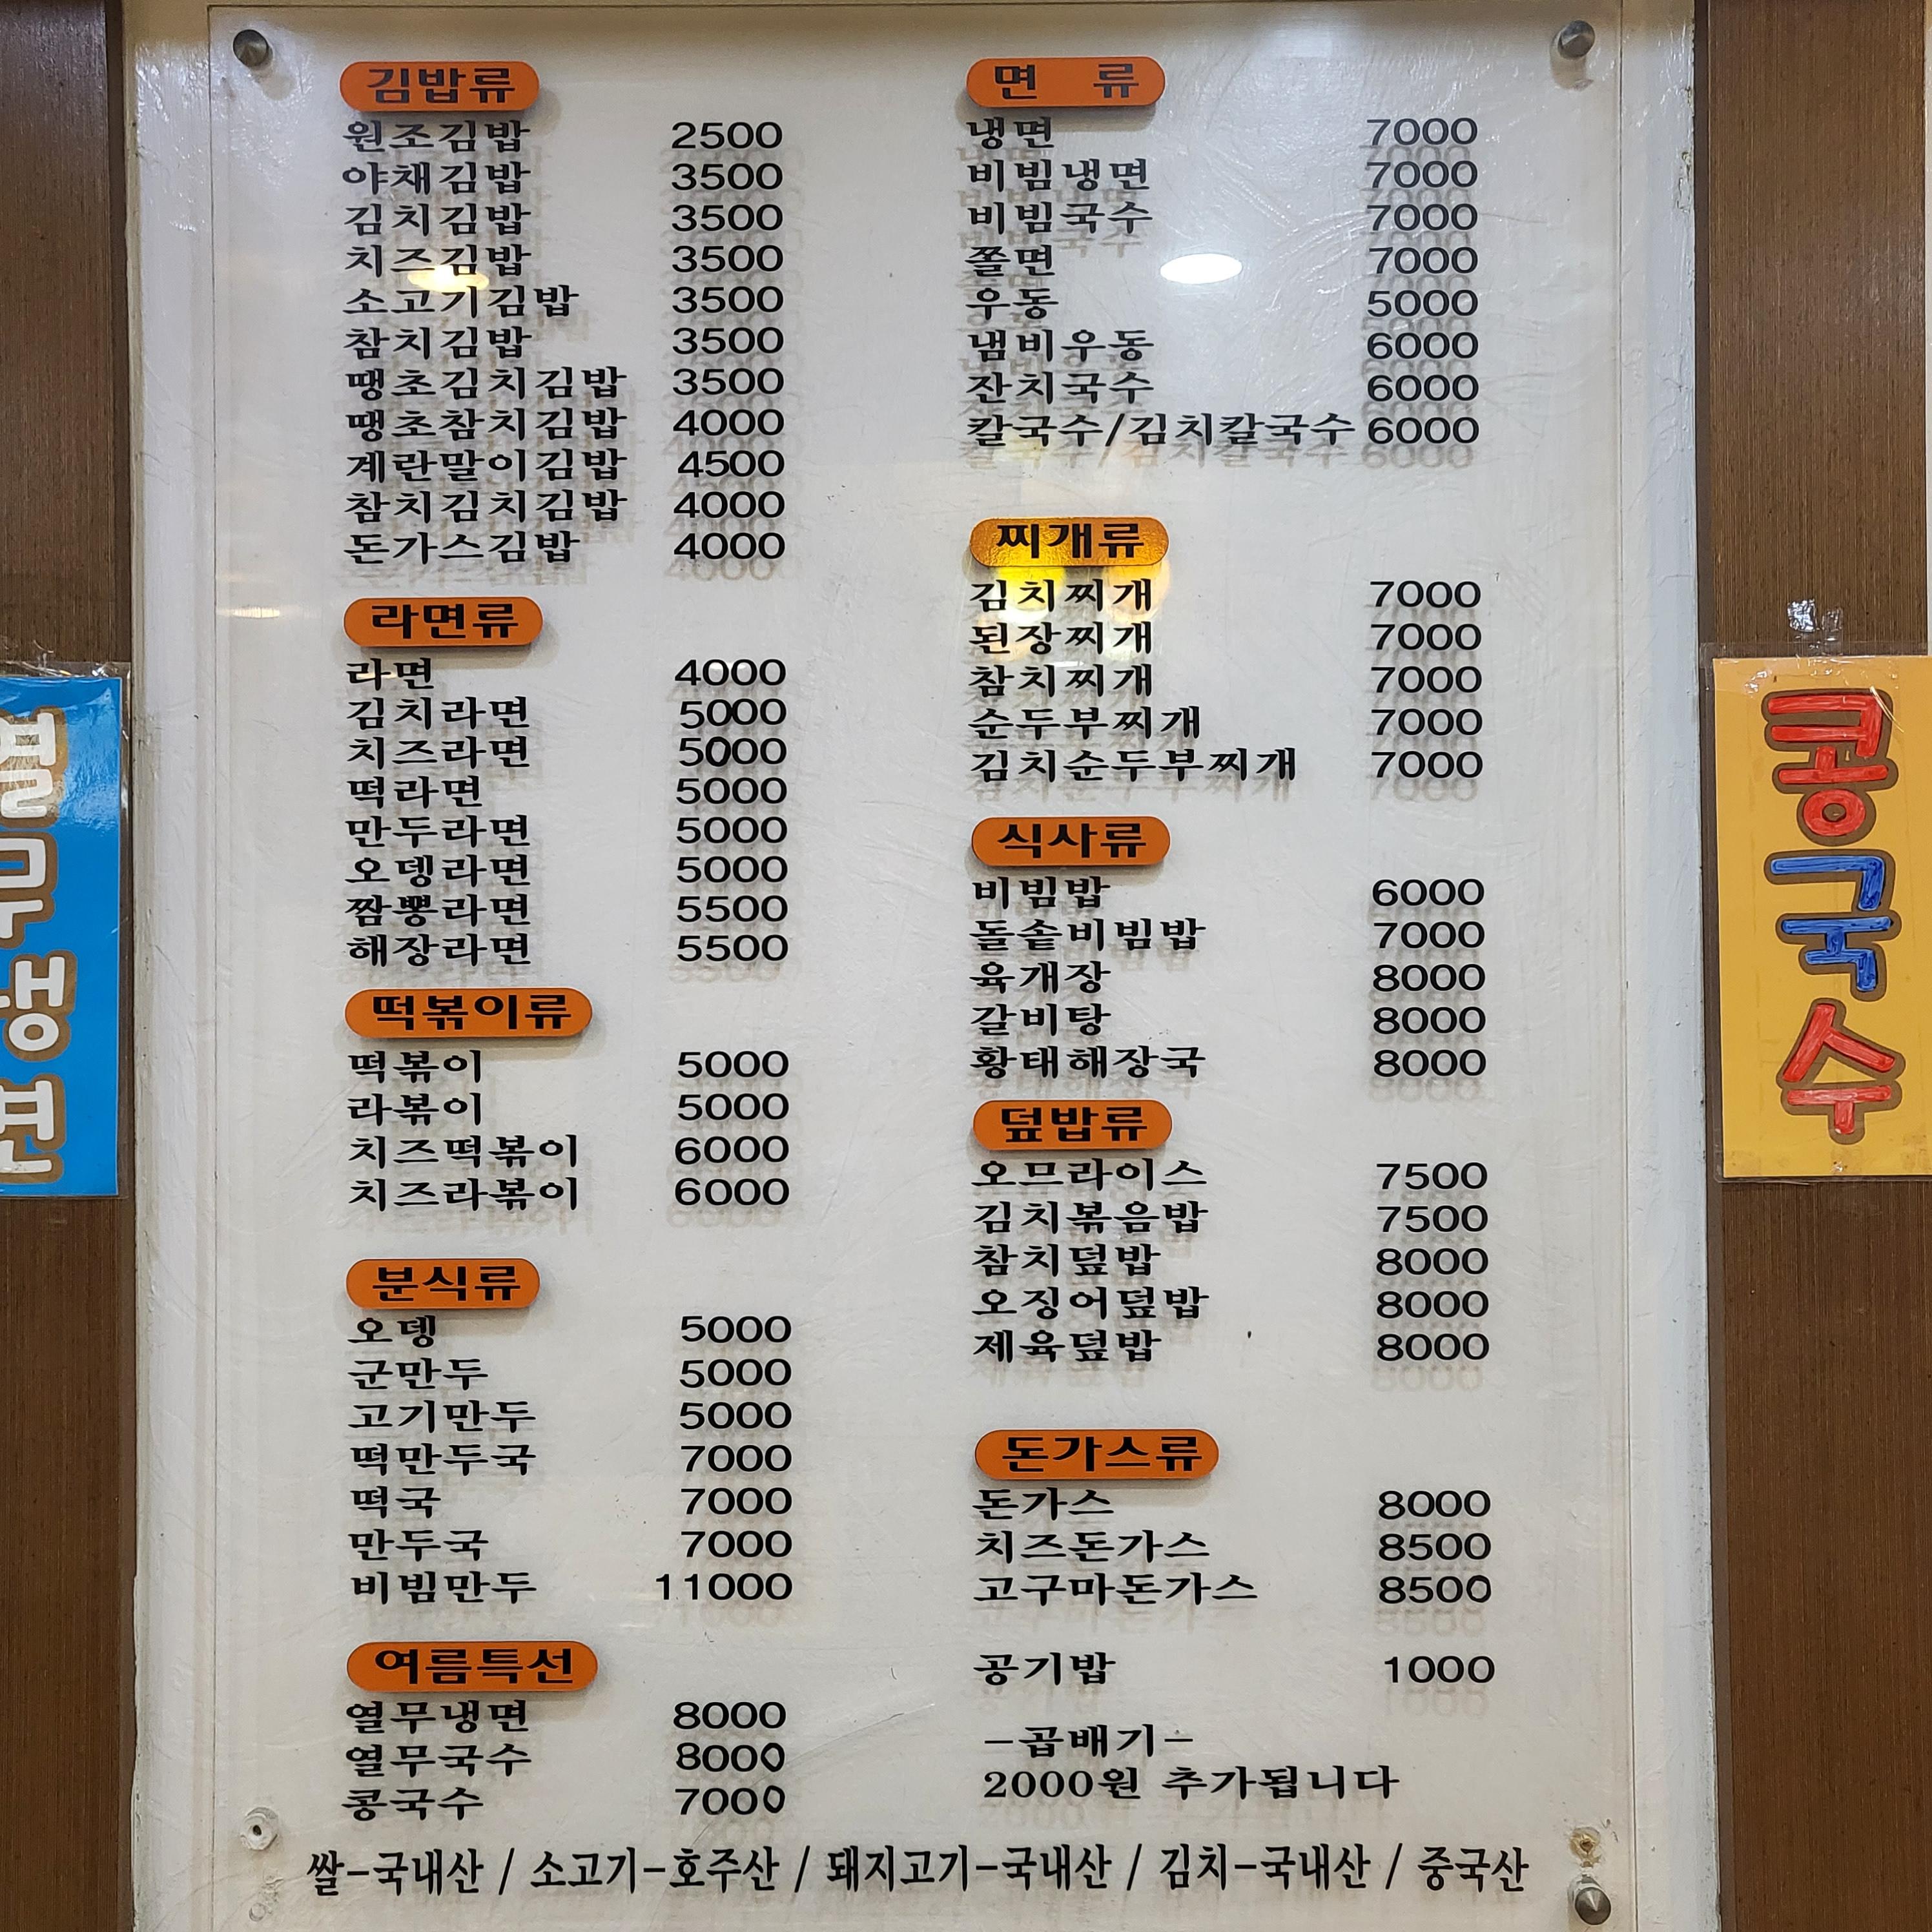 김밥류
원조김밥 2500
야채김밥 3500
김치김밥 3500
치즈김밥 3500
소고기김밥 3500
참치김밥 3500
땡초김치김밥 3500
땡초참치김밥 4000
계란말이김밥 4500
참치김치김밥 4000
돈가스김밥 4000
라면류
라면 4000
김치라면 5000
치즈라면 5000
떡라면 5000
만두라면 5000
오뎅라면 5000
짬뽕라면 5500
해장라면 5500
떡볶이류
떡볶이 5000
라볶이 5000
치즈떡볶이 6000
치즈라볶이 6000
분식류
오뎅 5000
군만두 5000
고기만두 5000
떡만두국 7000
떡국 7000
만두국 7000
비빔만두 11000
여름특선
열무냉면 8000
열무국수 8000
콩국수 7000
면 류
냉면 7000
비빔냉면 7000
비빔국수 7000
쫄면 7000
우동 5000
냄비우동 6000
잔치국수 6000
칼국수/김치칼국수 6000
찌개류
김치찌개 7000
된장찌개 7000
참치찌개 7000
순두부찌개 7000
김치순두부찌개 7000
식사류
비빔밥 6000
돌솥비빔밥 7000
육개장 8000
갈비탕 8000
황태해장국 8000
덮밥류
오므라이스 7500
김치볶음밥 7500
참치덮밥 8000
오징어덮밥 8000
제육덮밥 8000
돈가스류
돈가스 8000
치즈돈가스 8500
고구마돈가스 8500
공기밥 1000
-곱배기-
2000원 추가됩니다
쌀-국내산 / 소고기-호주산 / 돼지고기-국내산 / 김치-국내산 / 중국산
열
무
냉
면
콩
국
수